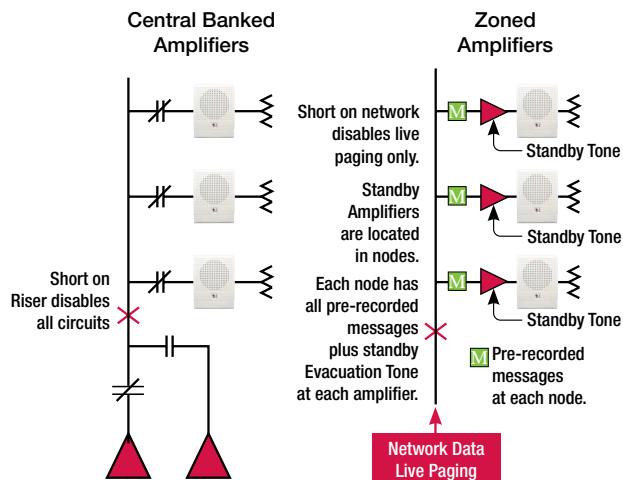 Central Banked
Amplifiers
Short on
Riser disables
all circuits
Zoned
Amplifiers
Short on network
disables live
paging only.
Standby
Amplifiers
are located
in nodes.
Each node has
all pre-recorded
messages
plus standby
Evacuation Tone
at each amplifier.
M
Standby Tone
M
Standby Tone
M
Standby Tone
M Pre-recorded
messages
at each node.
Network Data
Live Paging